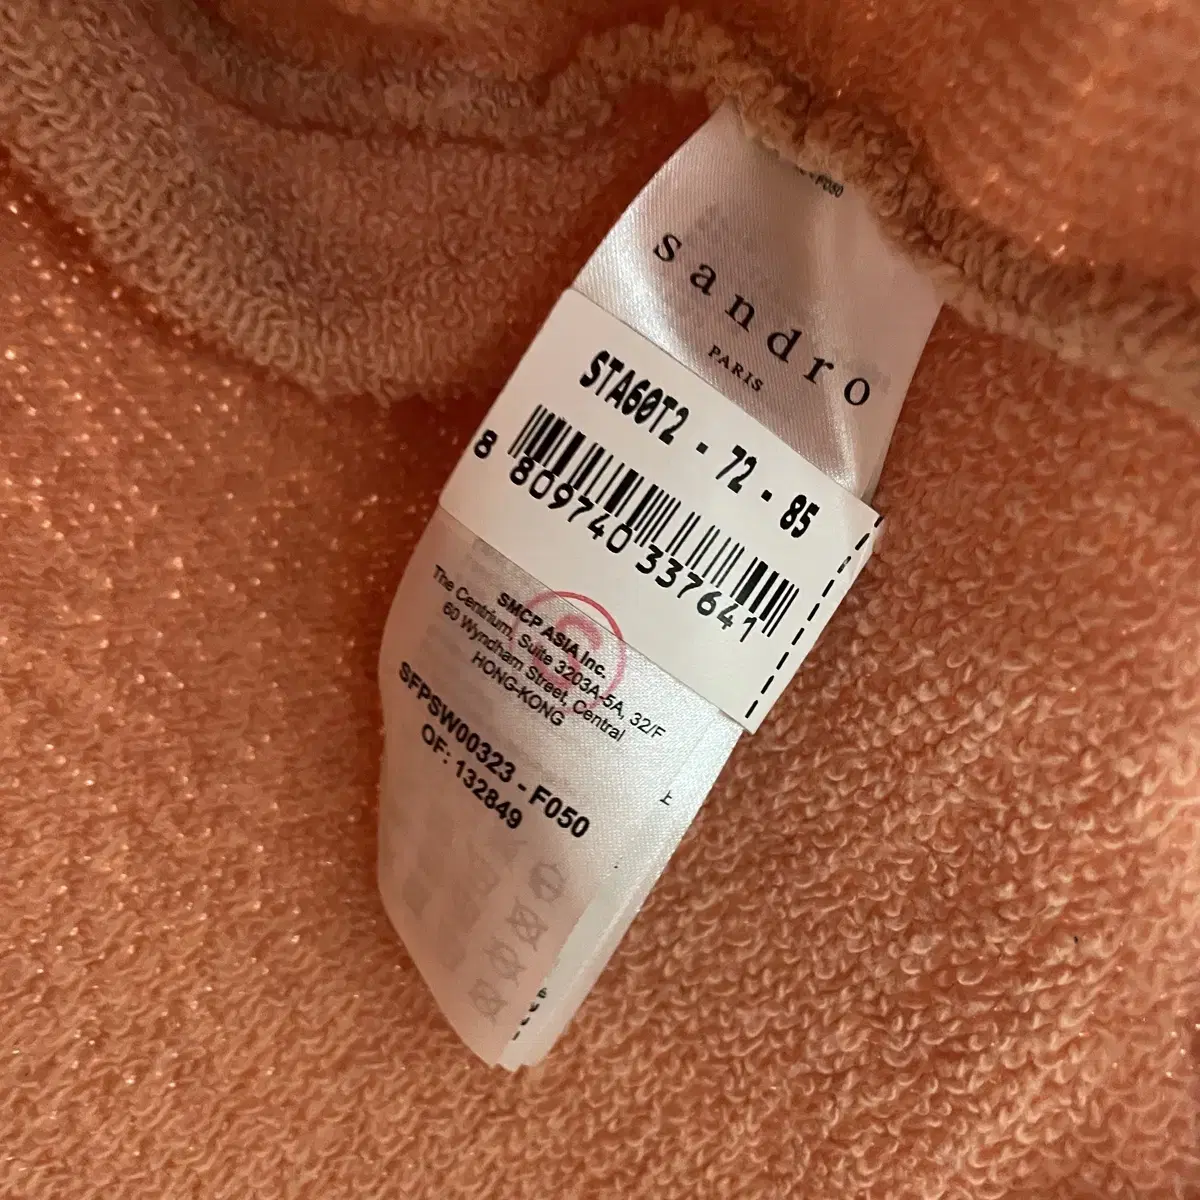 F050
sandro
PARIS
STA60T2 - 72 - 85
8 809740 337641
SMCP ASIA Inc.
The Centrium, Suite 3203A-5A, 32/F
60 Wyndham Street, Central
HONG-KONG
SFPSW00323 - F050
OF: 132849